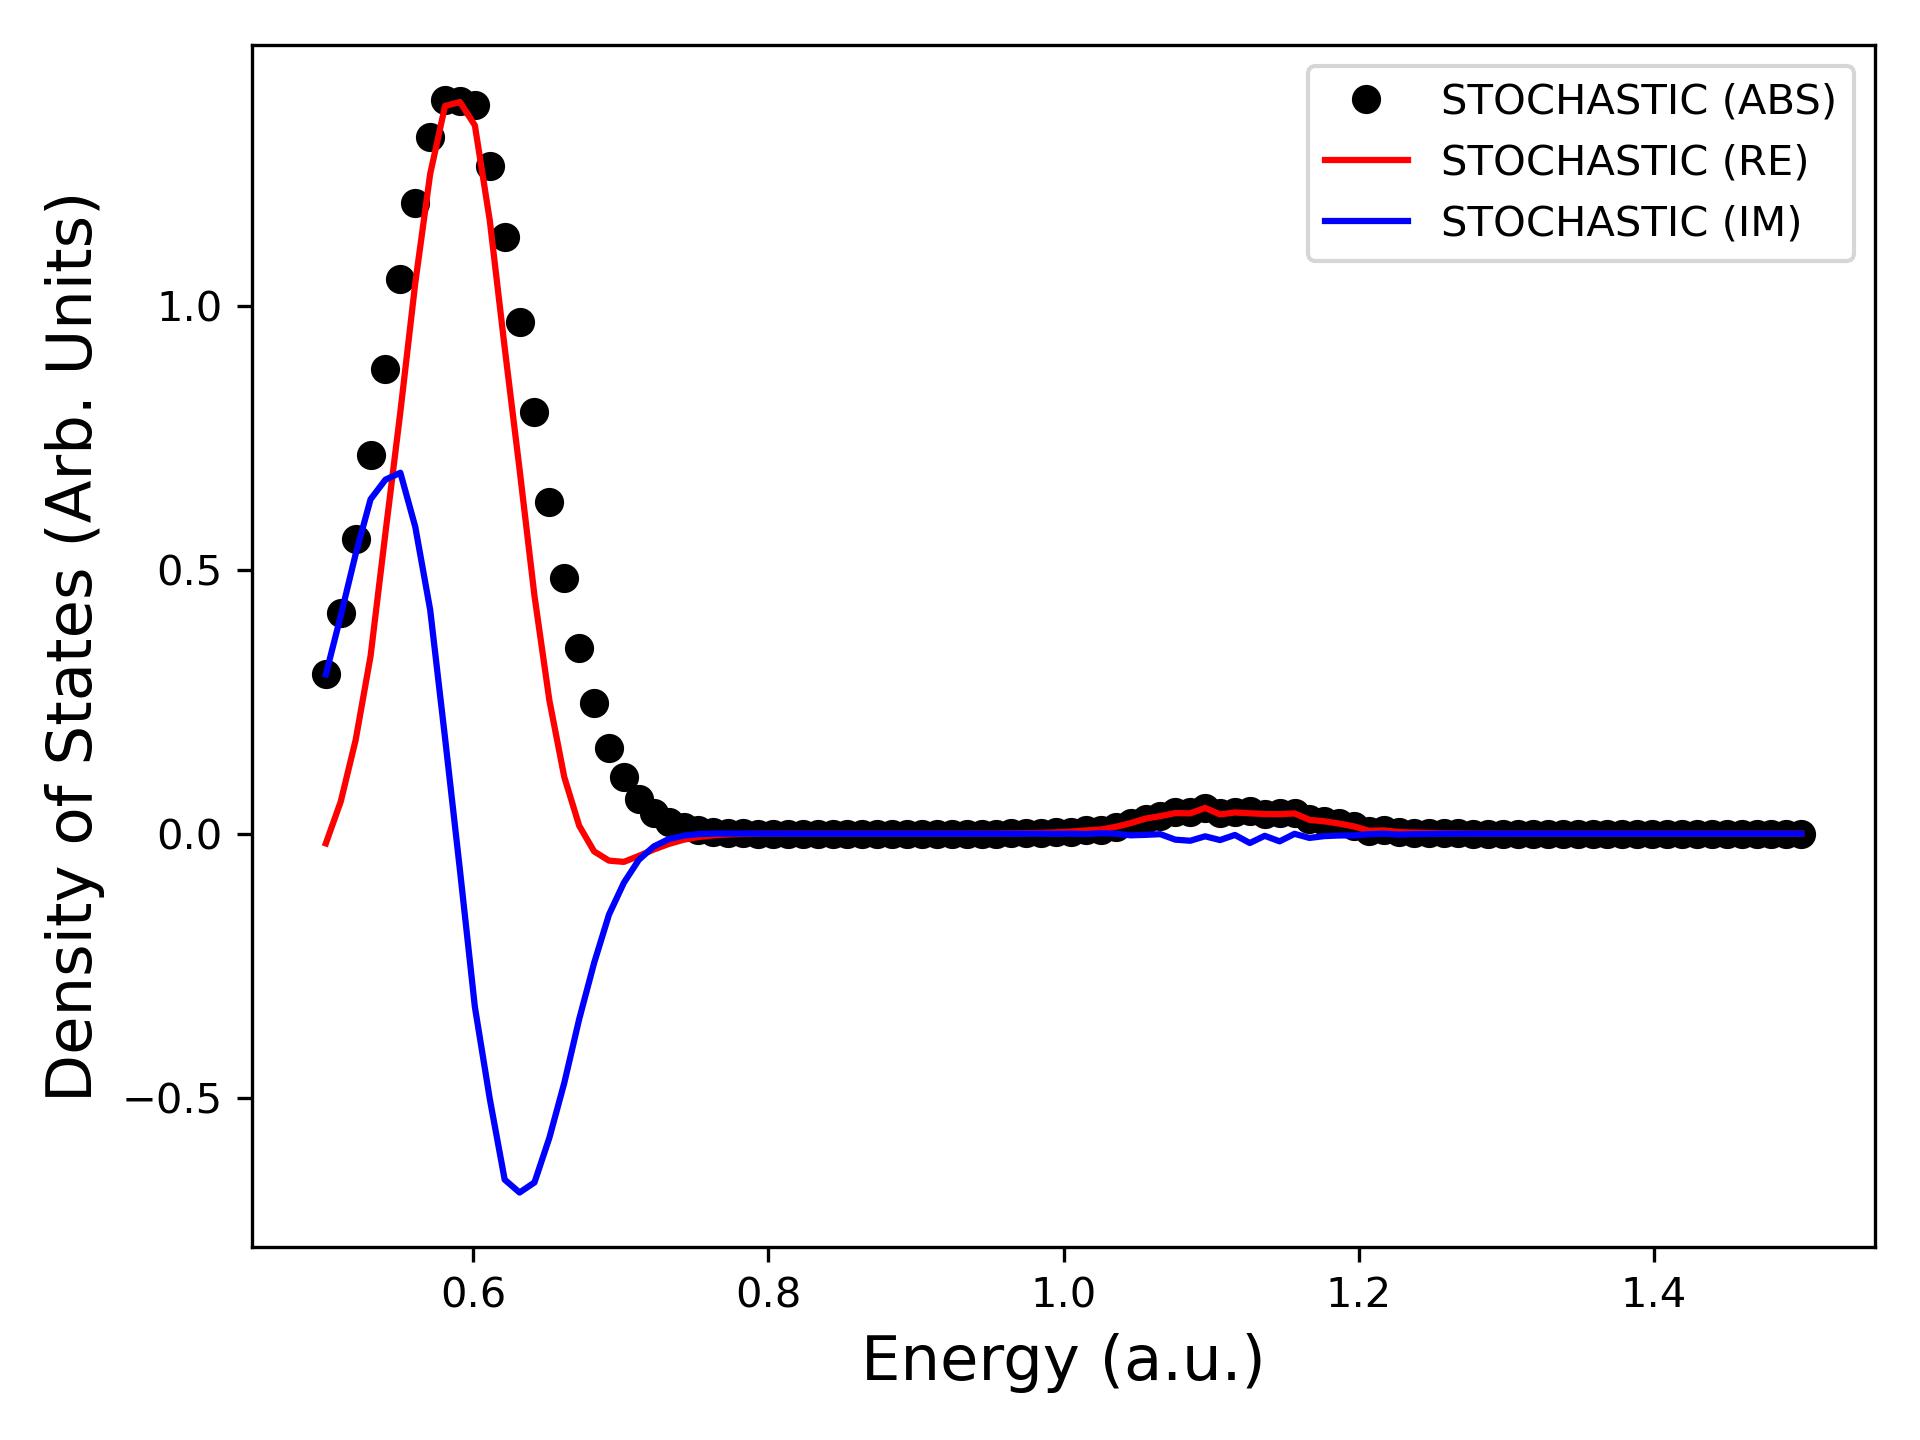 STOCHASTIC (ABS)
STOCHASTIC (RE)
STOCHASTIC (IM)
Density of States (Arb. Units)
1.0
0.5
0.0
−0.5
0.6 0.8 1.0 1.2 1.4
Energy (a.u.)